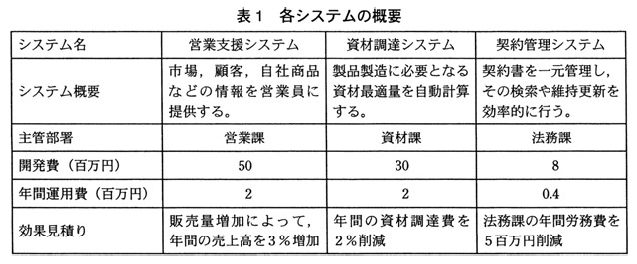 表1 各システムの概要
システム名 営業支援システム 資材調達システム 契約管理システム
システム概要 市場，顧客，自社商品などの情報を営業員に提供する。 製品製造に必要となる資材最適量を自動計算する。 契約書を一元管理し，その検索や維持更新を効率的に行う。
主管部署 営業課 資材課 法務課
開発費（百万円） 50 30 8
年間運用費（百万円） 2 2 0.4
効果見積り 販売量増加によって，年間の売上高を3％増加 年間の資材調達費を2％削減 法務課の年間労務費を5百万円削減